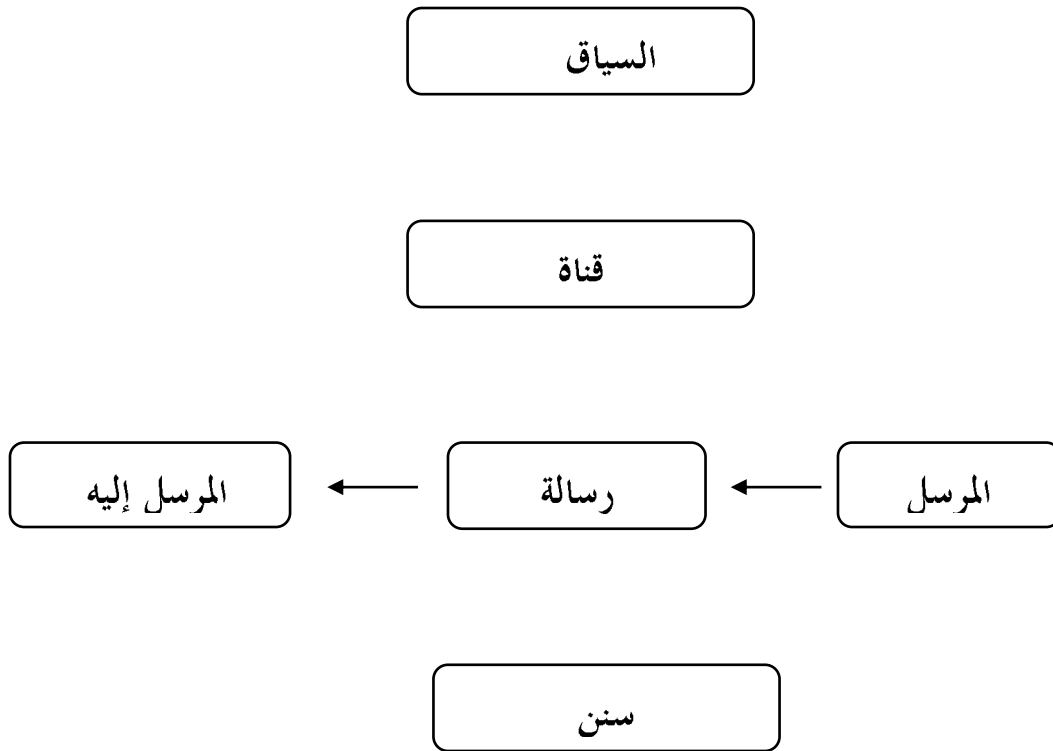 السياق
قناة
المرسل
رسالة
المرسل إليه
سنن